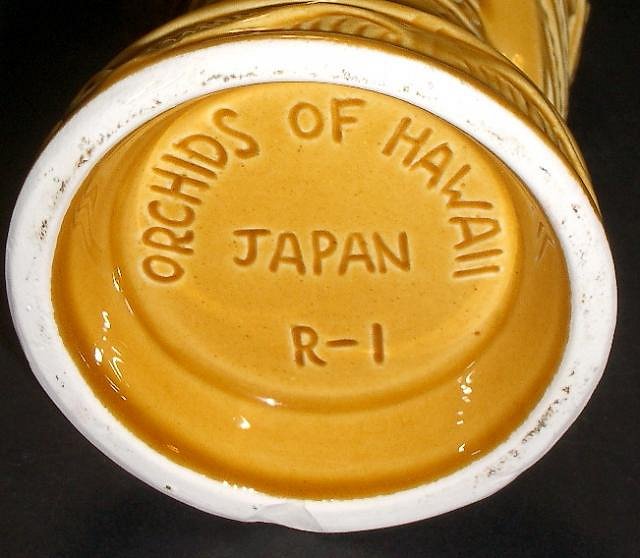 ORCHIDS OF HAWAII
JAPAN
R-1